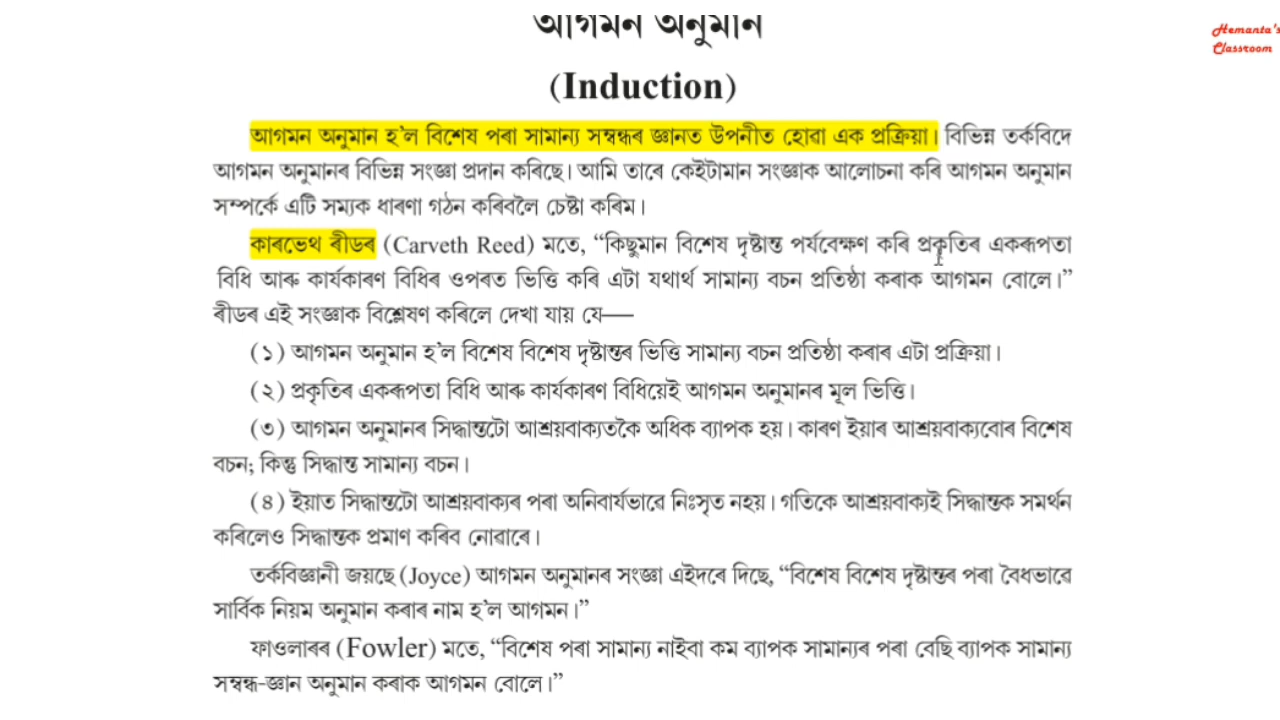 আগমন অনুমান
Hemanta's
Classroom
(Induction)
আগমন অনুমান হ'ল বিশেষ পৰা সামান্য সম্বন্ধৰ জ্ঞানত উপনীত হোৱা এক প্ৰক্ৰিয়া। বিভিন্ন তৰ্কবিদে
আগমন অনুমানৰ বিভিন্ন সংজ্ঞা প্ৰদান কৰিছে। আমি তাৰে কেইটামান সংজ্ঞাক আলোচনা কৰি আগমন অনুমান
সম্পৰ্কে এটি সম্যক ধাৰণা গঠন কৰিবলৈ চেষ্টা কৰিম।
কাৰভেথ ৰীডৰ (Carveth Reed) মতে, “কিছুমান বিশেষ দৃষ্টান্ত পৰ্যবেক্ষণ কৰি প্ৰকৃতিৰ একৰূপতা
বিধি আৰু কাৰ্যকাৰণ বিধিৰ ওপৰত ভিত্তি কৰি এটা যথাৰ্থ সামান্য বচন প্ৰতিষ্ঠা কৰাক আগমন বোলে।”
ৰীডৰ এই সংজ্ঞাক বিশ্লেষণ কৰিলে দেখা যায় যে—
(১) আগমন অনুমান হ'ল বিশেষ বিশেষ দৃষ্টান্তৰ ভিত্তি সামান্য বচন প্ৰতিষ্ঠা কৰাৰ এটা প্ৰক্ৰিয়া।
(২) প্ৰকৃতিৰ একৰূপতা বিধি আৰু কাৰ্যকাৰণ বিধিয়েই আগমন অনুমানৰ মূল ভিত্তি।
(৩) আগমন অনুমানৰ সিদ্ধান্তটো আশ্ৰয়বাক্যতকৈ অধিক ব্যাপক হয়। কাৰণ ইয়াৰ আশ্ৰয়বাক্যবোৰ বিশেষ
বচন; কিন্তু সিদ্ধান্ত সামান্য বচন।
(৪) ইয়াত সিদ্ধান্তটো আশ্ৰয়বাক্যৰ পৰা অনিবাৰ্যভাৱে নিঃসৃত নহয়। গতিকে আশ্ৰয়বাক্যই সিদ্ধান্তক সমৰ্থন
কৰিলেও সিদ্ধান্তক প্ৰমাণ কৰিব নোৱাৰে।
তৰ্কবিজ্ঞানী জয়ছে (Joyce) আগমন অনুমানৰ সংজ্ঞা এইদৰে দিছে, “বিশেষ বিশেষ দৃষ্টান্তৰ পৰা বৈধভাৱে
সাৰ্বিক নিয়ম অনুমান কৰাৰ নাম হ'ল আগমন।”
ফাওলাৰৰ (Fowler) মতে, “বিশেষ পৰা সামান্য নাইবা কম ব্যাপক সামান্যৰ পৰা বেছি ব্যাপক সামান্য
সম্বন্ধ-জ্ঞান অনুমান কৰাক আগমন বোলে।”